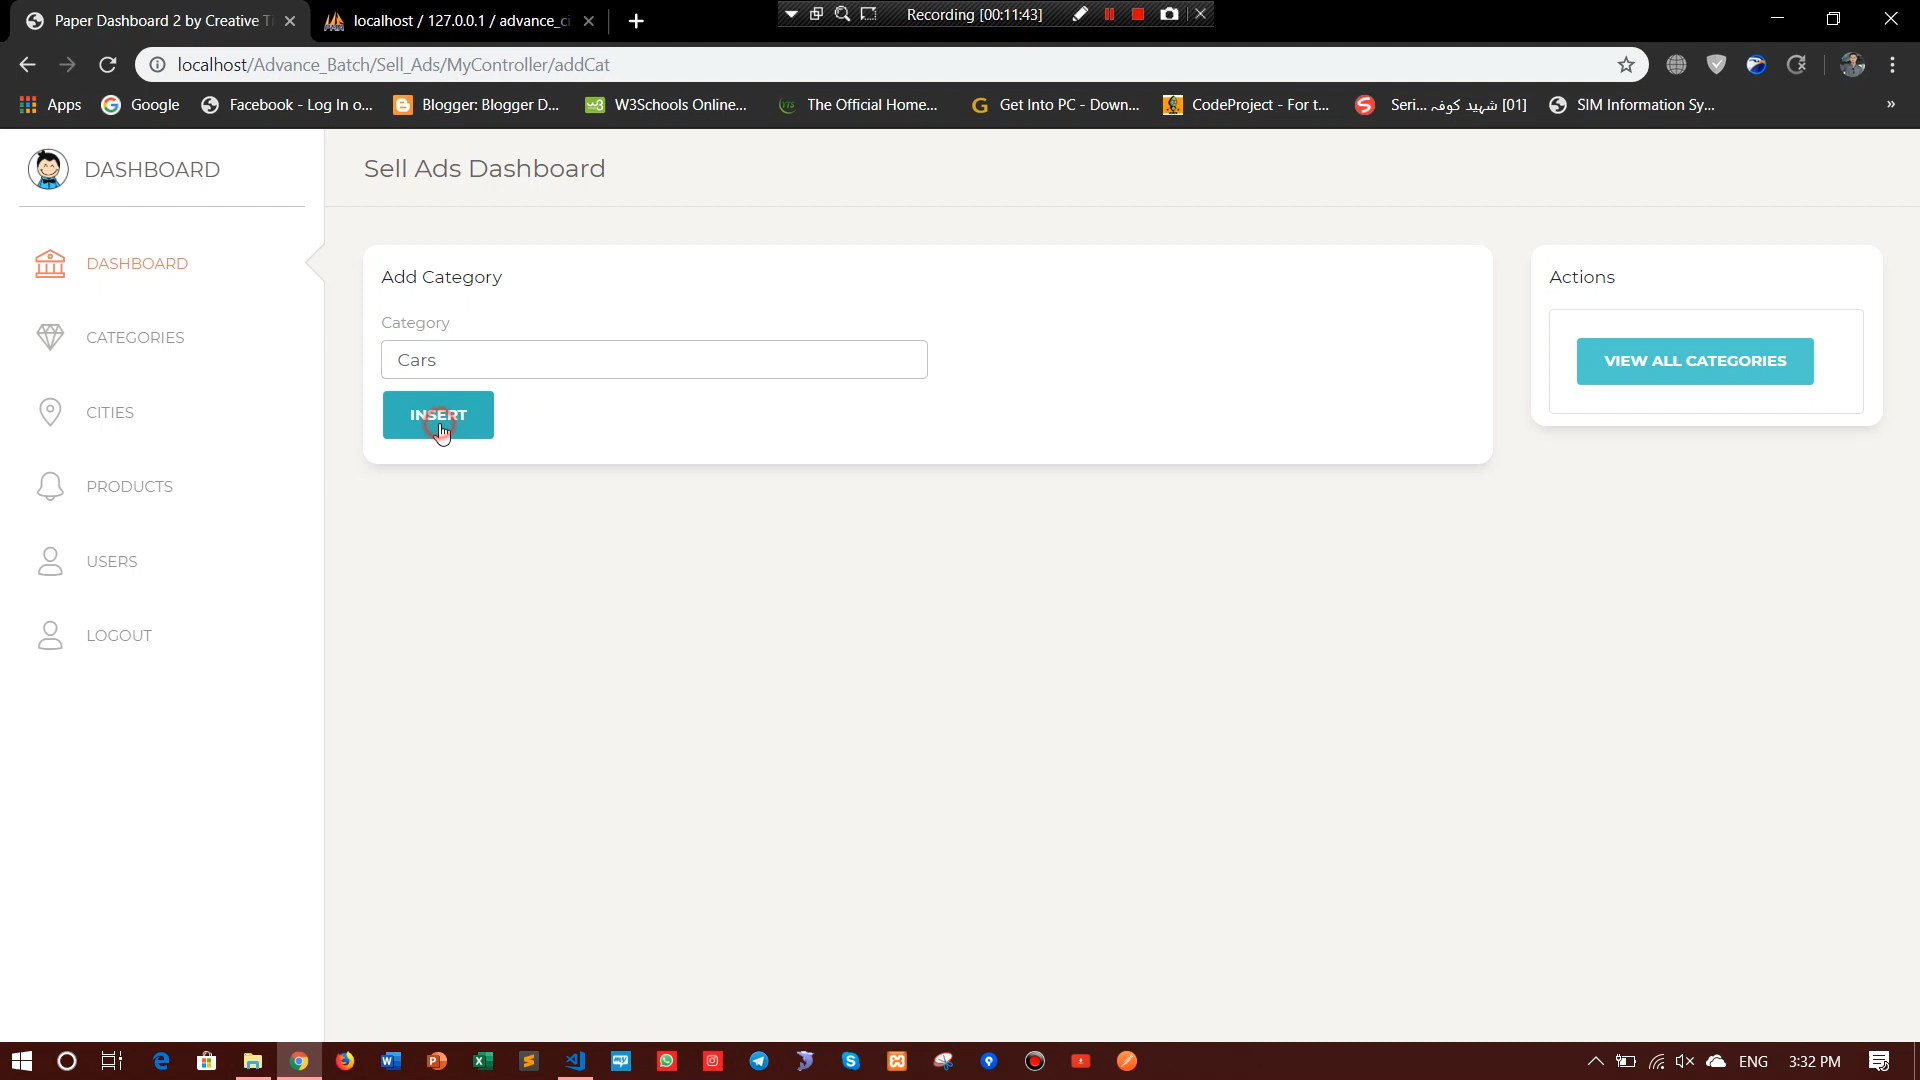 Paper Dashboard 2 by Creative Ti
localhost / 127.0.0.1 / advance_ci
Recording [00:11:43]
localhost/Advance_Batch/Sell_Ads/MyController/addCat
Apps
Google
Facebook - Log In o...
Blogger: Blogger D...
W3Schools Online...
The Official Home...
Get Into PC - Down...
CodeProject - For t...
Seri... شهید کوفہ [01]
SIM Information Sy...
»
DASHBOARD
Sell Ads Dashboard
DASHBOARD
CATEGORIES
CITIES
PRODUCTS
USERS
LOGOUT
Add Category
Category
Cars
INSERT
Actions
VIEW ALL CATEGORIES
ENG
3:32 PM